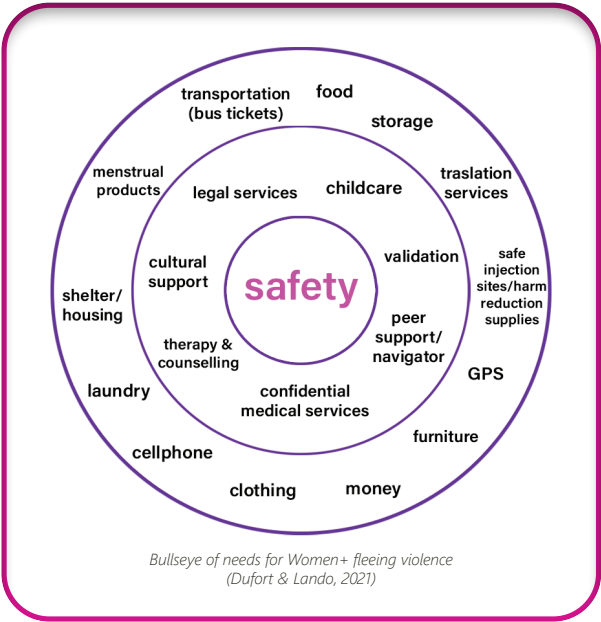 transportation
(bus tickets)
food
storage
menstrual
products
legal services
childcare
traslation
services
cultural
support
safety
validation
safe
injection
sites/harm
reduction
supplies
shelter/
housing
therapy &
counselling
peer
support/
navigator
GPS
laundry
confidential
medical services
furniture
cellphone
clothing
money
Bullseye of needs for Women+ fleeing violence
(Dufort & Lando, 2021)